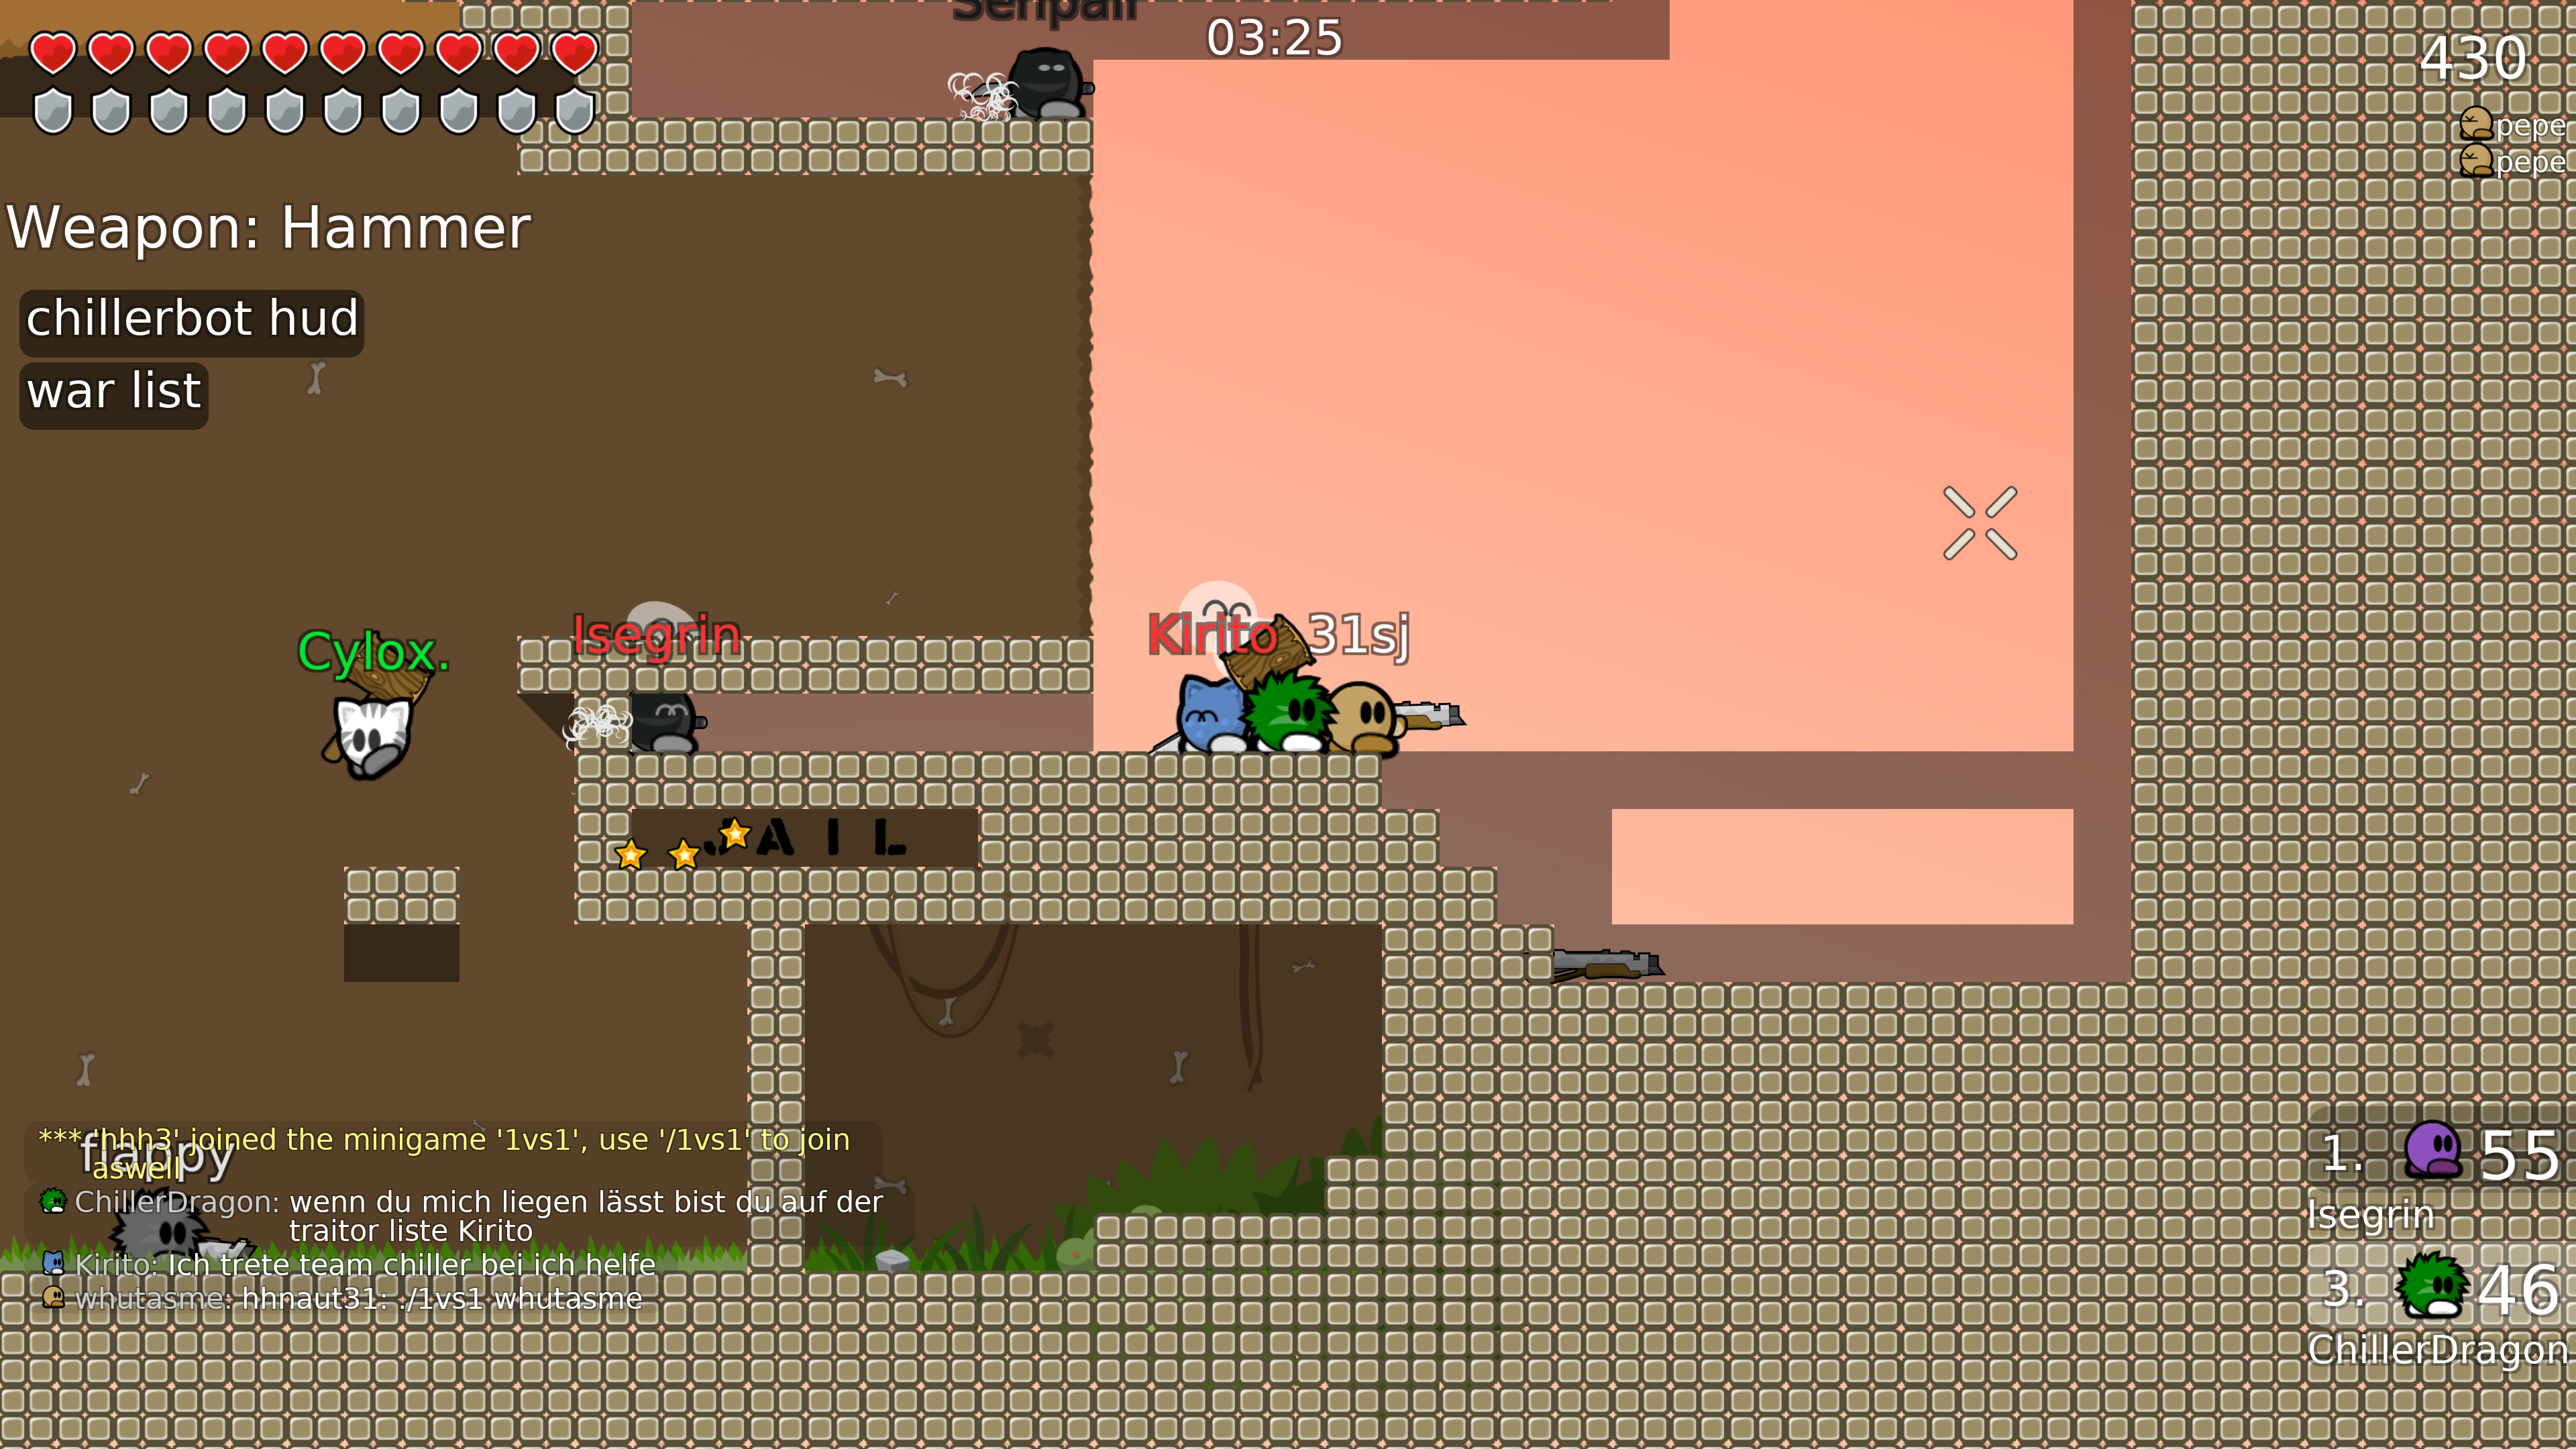 Senpaii
03:25
430
pepe
pepe
Weapon: Hammer
chillerbot hud
war list
Cylox.
Isegrin
Kirito
31sj
JAIL
flappy
*** 'hhh3' joined the minigame '1vs1', use '/1vs1' to join
aswell
ChillerDragon: wenn du mich liegen lässt bist du auf der
traitor liste Kirito
Kirito: Ich trete team chiller bei ich helfe
whutasme: hhnaut31: ./1vs1 whutasme
1. 55
Isegrin
3. 46
ChillerDragon